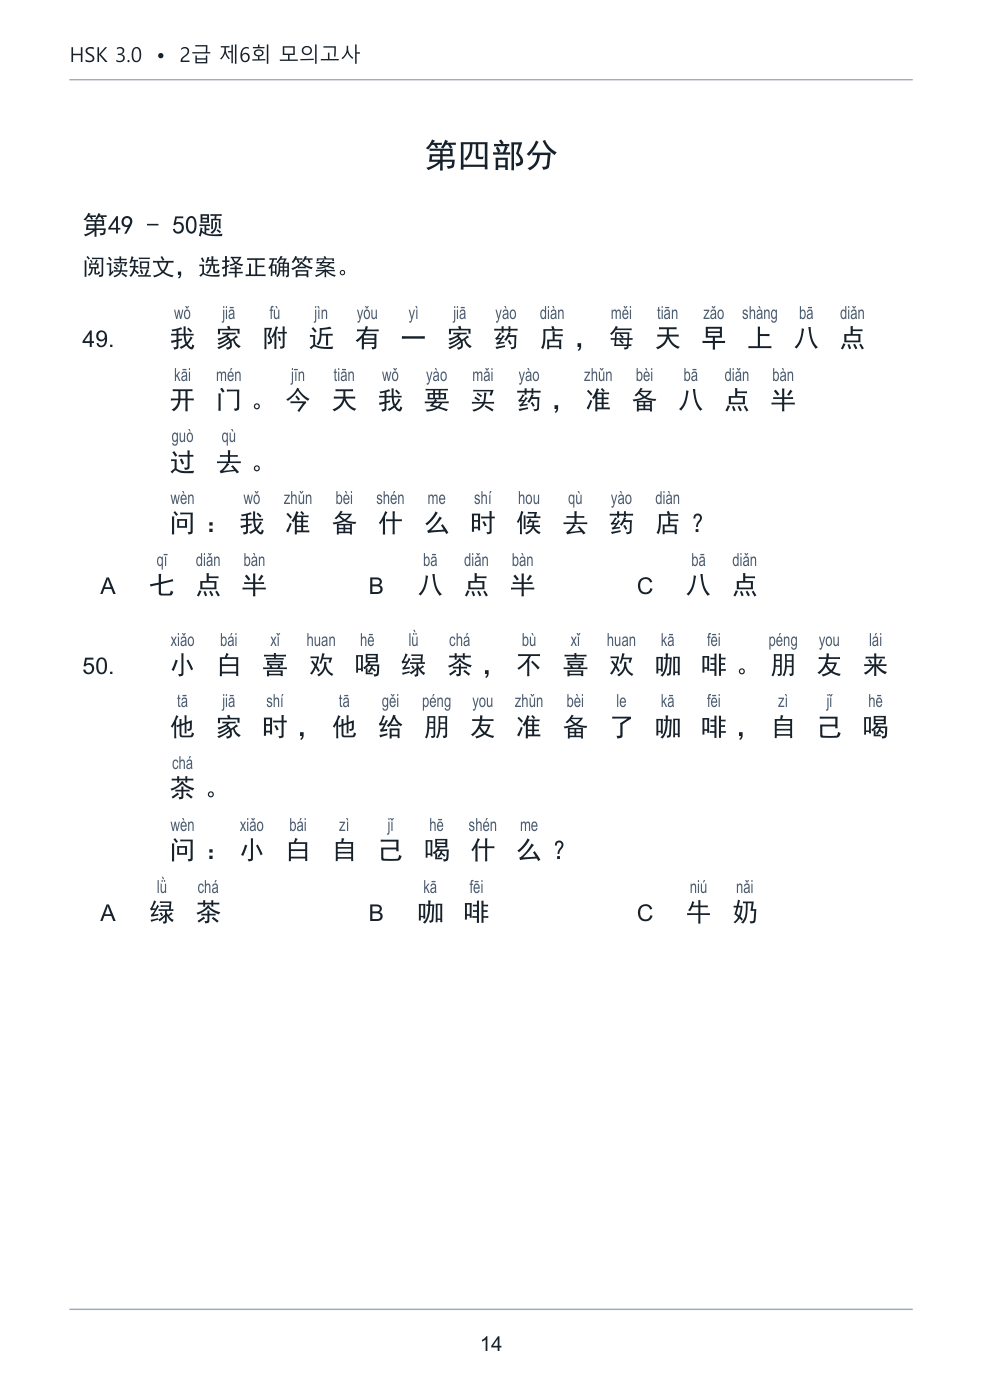 HSK 3.0 • 2급 제6회 모의고사
第四部分
第49 - 50题
阅读短文，选择正确答案。
wǒ jiā fù jìn yǒu yì jiā yào diàn měi tiān zǎo shàng bā diǎn
49. 我家附近有一家药店，每天早上八点
kāi mén jīn tiān wǒ yào mǎi yào zhǔn bèi bā diǎn bàn
开门。今天我要买药，准备八点半
guò qù
过去。
wèn wǒ zhǔn bèi shén me shí hou qù yào diàn
问：我准备什么时候去药店？
qī diǎn bàn bā diǎn bàn bā diǎn
A 七点半 B 八点半 C 八点
xiǎo bái xǐ huan hē lǜ chá bù xǐ huan kā fēi péng you lái
50. 小白喜欢喝绿茶，不喜欢咖啡。朋友来
tā jiā shí tā gěi péng you zhǔn bèi le kā fēi zì jǐ hē
他家时，他给朋友准备了咖啡，自己喝
chá
茶。
wèn xiǎo bái zì jǐ hē shén me
问：小白自己喝什么？
lǜ chá kā fēi niú nǎi
A 绿茶 B 咖啡 C 牛奶
14